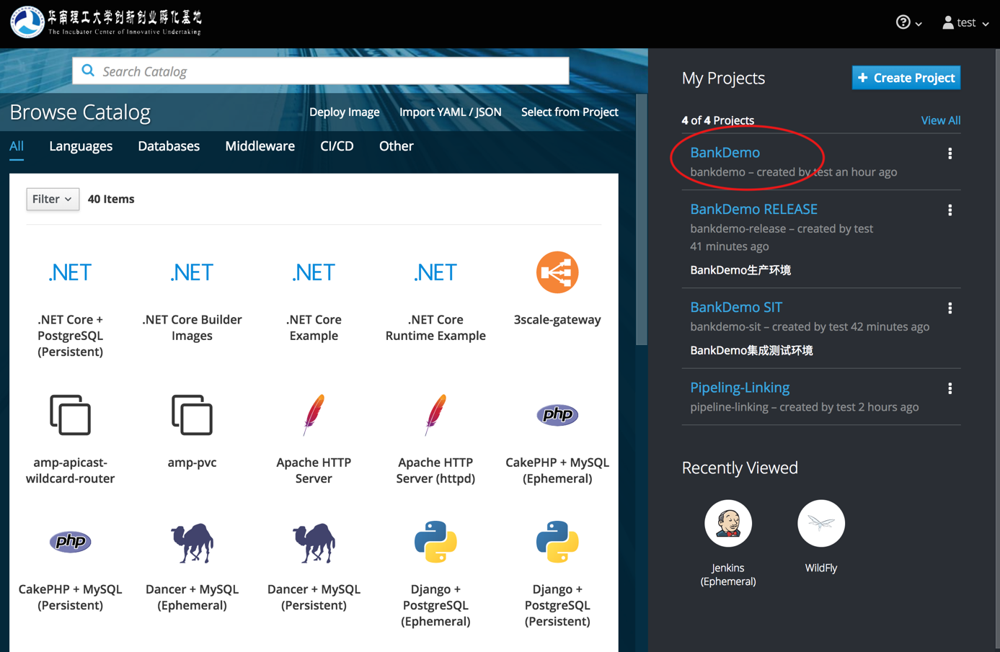 华南理工大学创新创业孵化基地
The Incubator Center of Innovative Undertaking
test
Search Catalog
Browse Catalog
Deploy Image
Import YAML / JSON
Select from Project
All
Languages
Databases
Middleware
CI/CD
Other
Filter
40 Items
.NET
.NET Core +
PostgreSQL
(Persistent)
.NET
.NET Core Builder
Images
.NET
.NET Core
Example
.NET
.NET Core
Runtime Example
3scale-gateway
amp-apicast-
wildcard-router
amp-pvc
Apache HTTP
Server
Apache HTTP
Server (httpd)
php
CakePHP + MySQL
(Ephemeral)
php
CakePHP + MySQL
(Persistent)
Dancer + MySQL
(Ephemeral)
Dancer + MySQL
(Persistent)
Django +
PostgreSQL
(Ephemeral)
Django +
PostgreSQL
(Persistent)
My Projects
+ Create Project
4 of 4 Projects
View All
BankDemo
bankdemo – created by test an hour ago
BankDemo RELEASE
bankdemo-release – created by test
41 minutes ago
BankDemo生产环境
BankDemo SIT
bankdemo-sit – created by test 42 minutes ago
BankDemo集成测试环境
Pipeling-Linking
pipeline-linking – created by test 2 hours ago
Recently Viewed
Jenkins
(Ephemeral)
WildFly